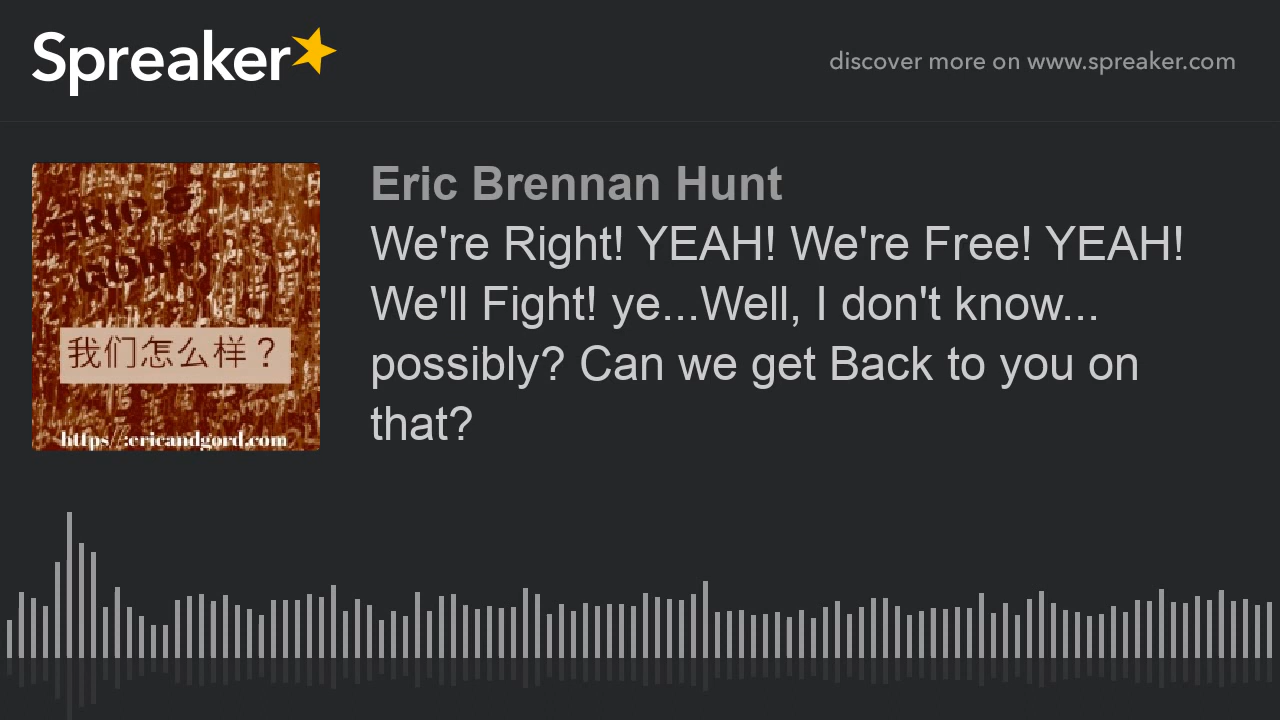 Spreaker
discover more on www.spreaker.com
ERIC &
GORD
我们怎么样？
https//:ericandgord.com
Eric Brennan Hunt
We're Right! YEAH! We're Free! YEAH!
We'll Fight! ye...Well, I don't know...
possibly? Can we get Back to you on
that?